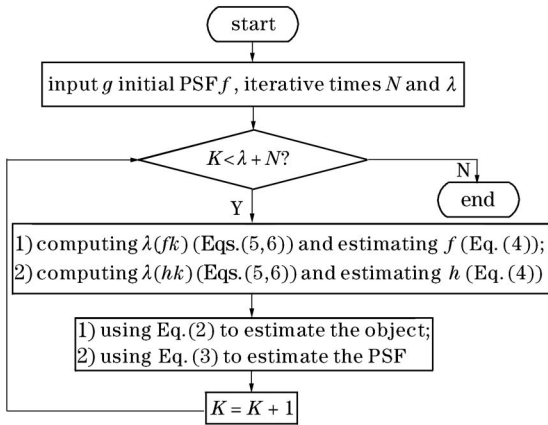 start
input g initial PSF f, iterative times N and λ
K<λ+N?
N
end
Y
1) computing λ(fk) (Eqs.(5,6)) and estimating f (Eq. (4));
2) computing λ(hk) (Eqs.(5,6)) and estimating h (Eq. (4))
1) using Eq. (2) to estimate the object;
2) using Eq. (3) to estimate the PSF
K = K + 1